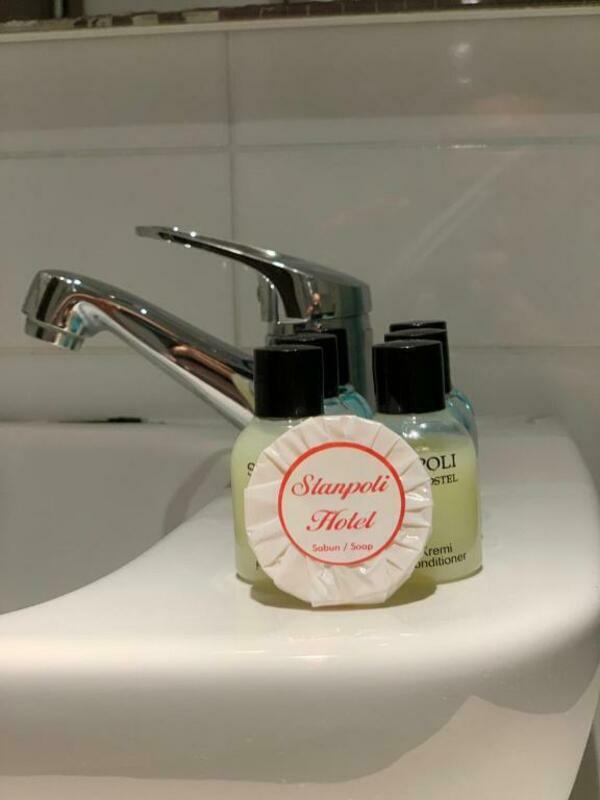 Stanpoli
Hotel
Sabun / Soap
POLI
OSTEL
Kremi
onditioner